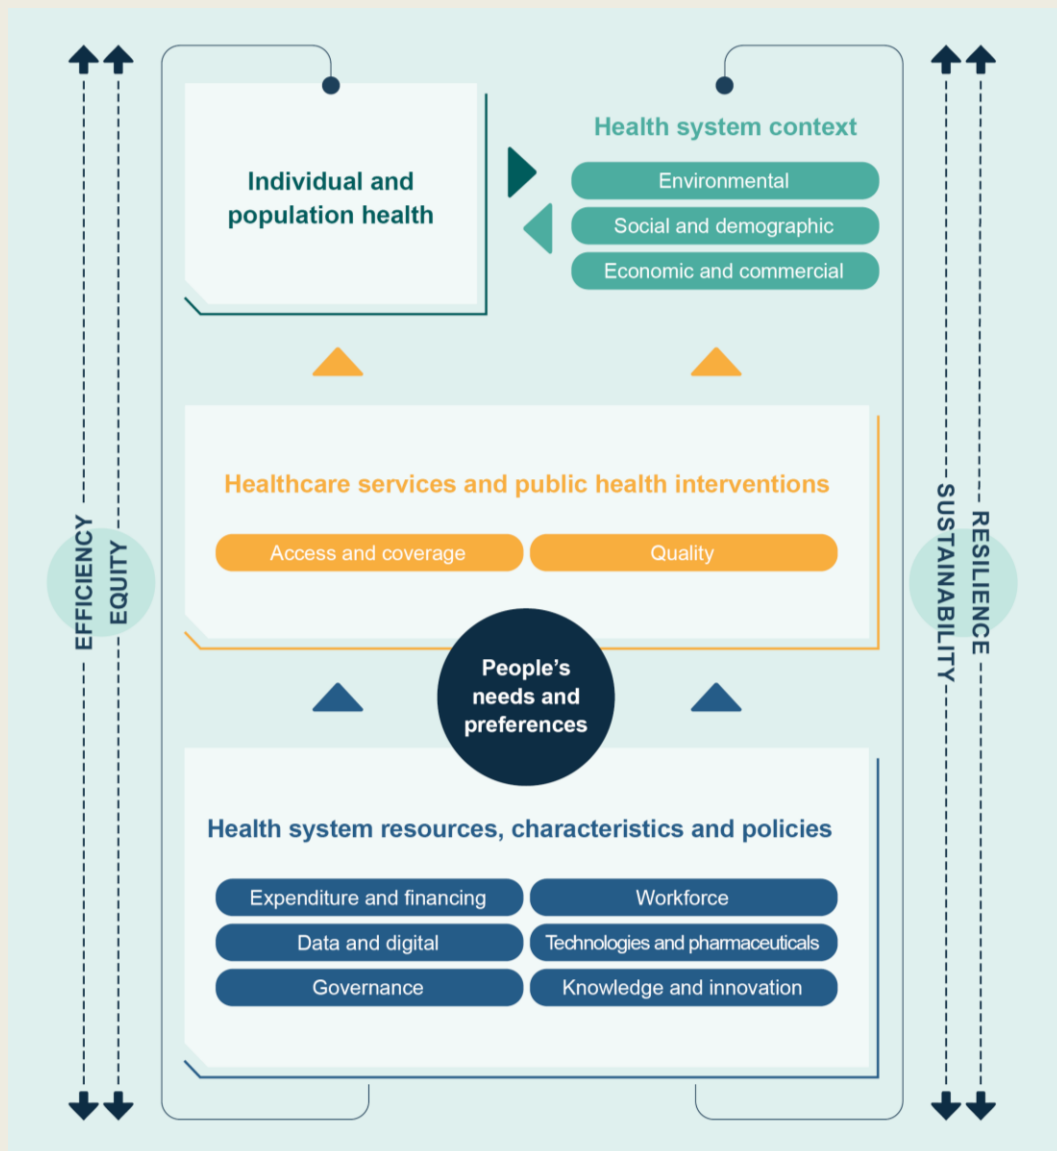 Individual and
population health
Health system context
Environmental
Social and demographic
Economic and commercial
Healthcare services and public health interventions
Access and coverage
Quality
EFFICIENCY
EQUITY
SUSTAINABILITY
RESILIENCE
People's
needs and
preferences
Health system resources, characteristics and policies
Expenditure and financing
Workforce
Data and digital
Technologies and pharmaceuticals
Governance
Knowledge and innovation